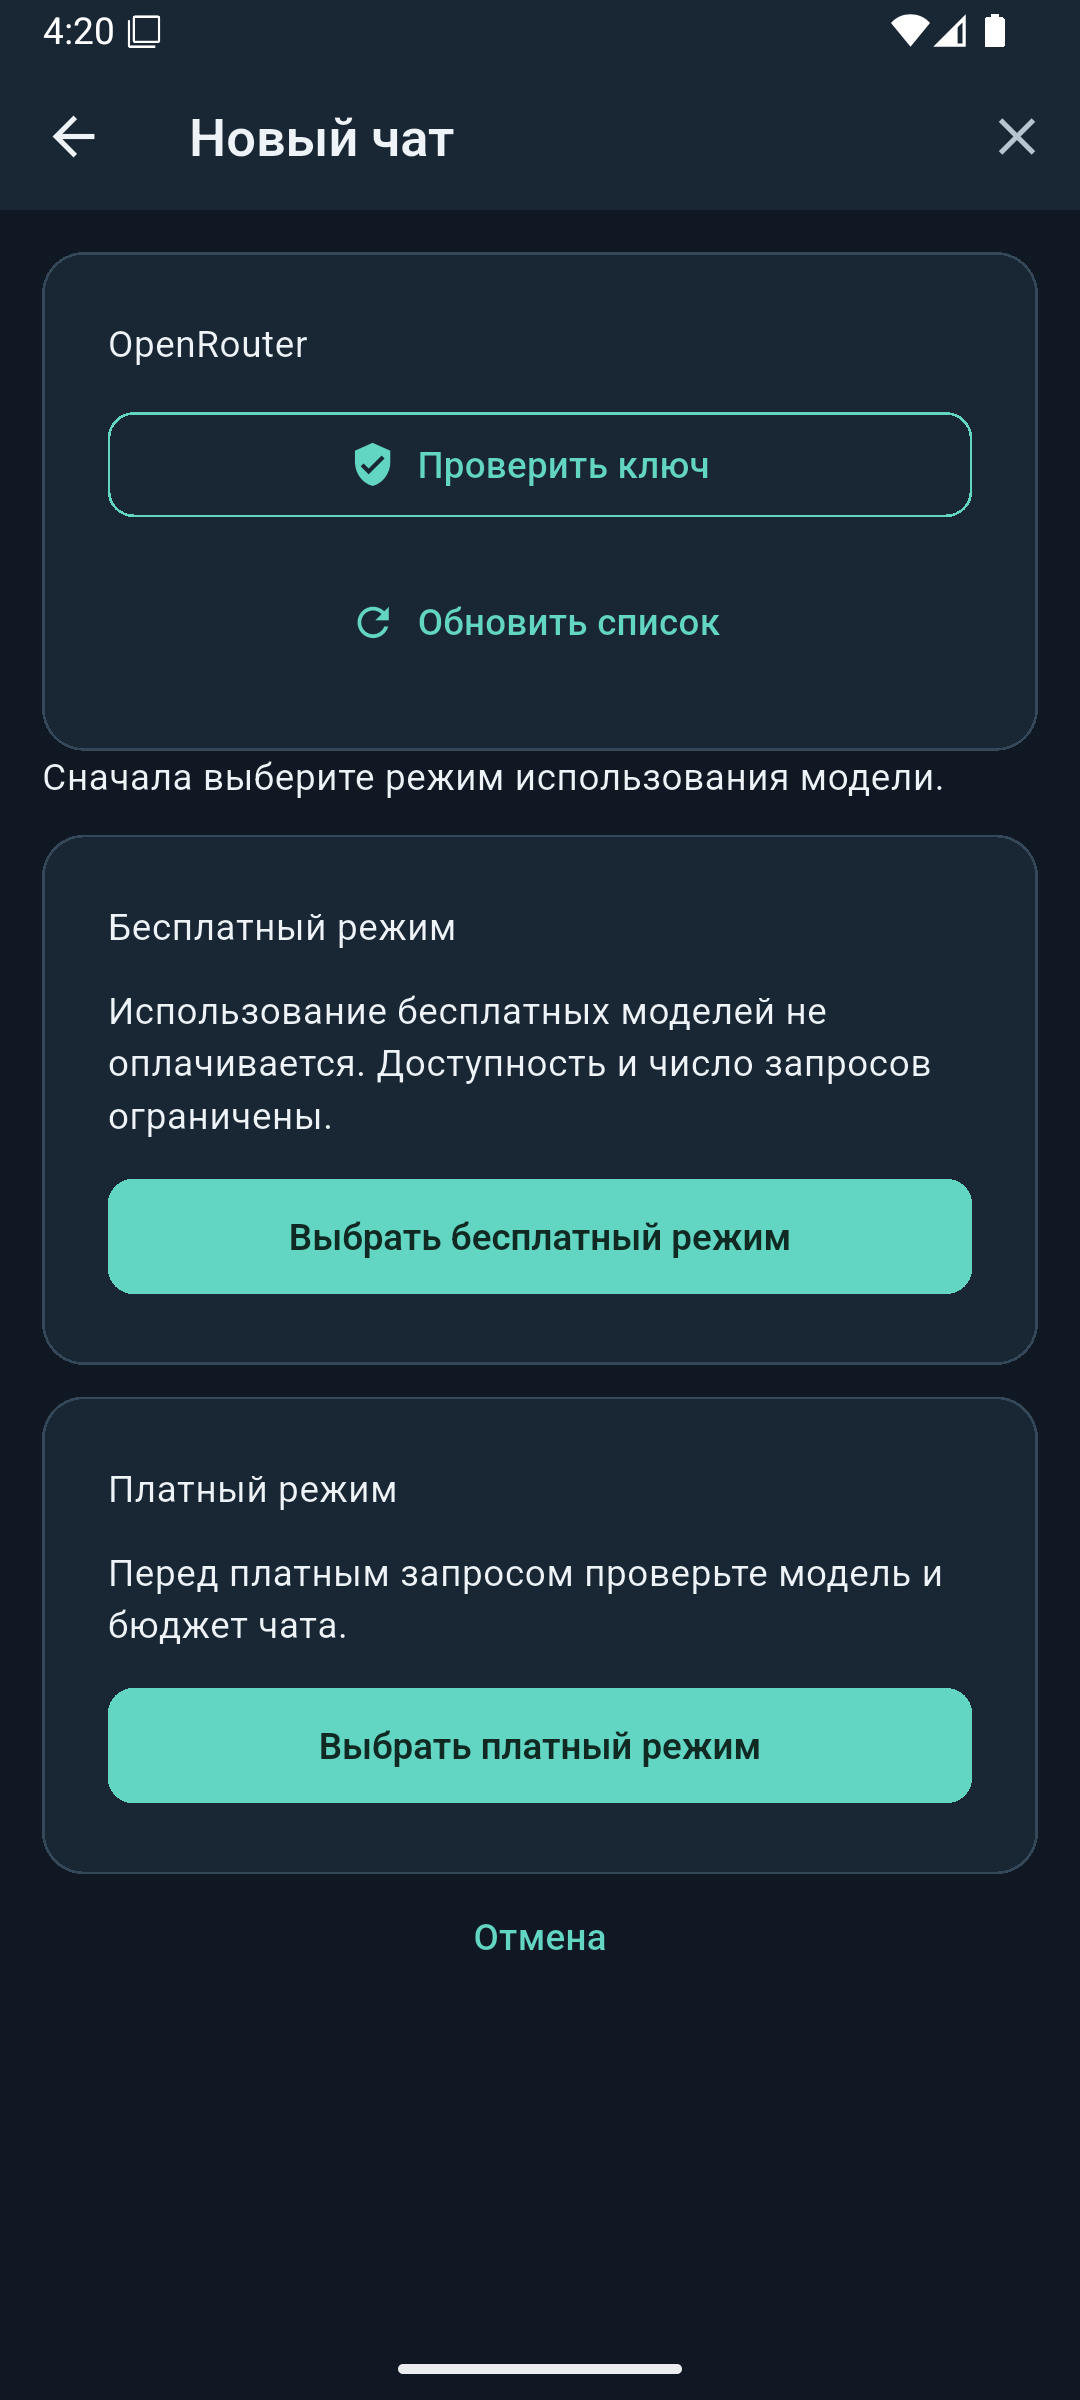 4:20
Новый чат
OpenRouter
Проверить ключ
Обновить список
Сначала выберите режим использования модели.
Бесплатный режим
Использование бесплатных моделей не
оплачивается. Доступность и число запросов
ограничены.
Выбрать бесплатный режим
Платный режим
Перед платным запросом проверьте модель и
бюджет чата.
Выбрать платный режим
Отмена